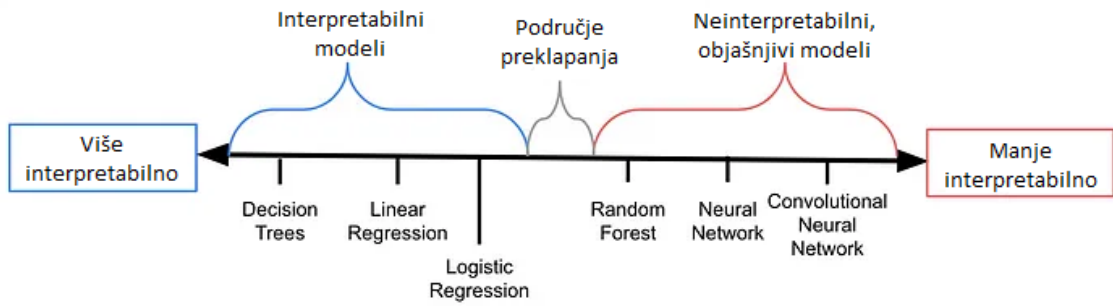 Interpretabilni
modeli
Područje
preklapanja
Neinterpretabilni,
objašnjivi modeli
Više
interpretabilno
Manje
interpretabilno
Decision
Trees
Linear
Regression
Logistic
Regression
Random
Forest
Neural
Network
Convolutional
Neural
Network